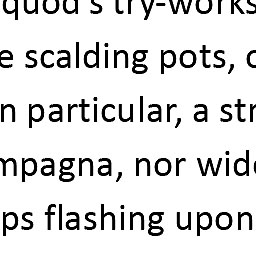 quod's try-works
e scalding pots,
n particular, a str
mpagna, nor wide
ps flashing upon